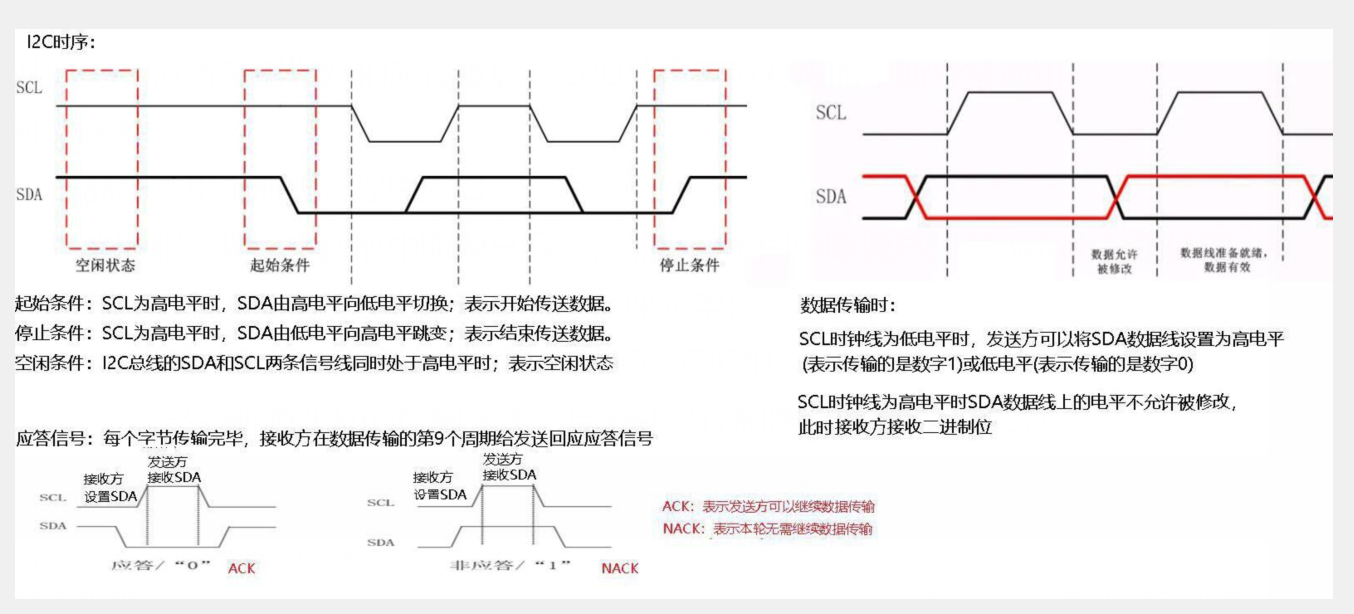 I2C时序：
SCL
SDA
空闲状态
起始条件
停止条件
SCL
SDA
数据允许
被修改
数据线准备就绪，
数据有效
起始条件：SCL为高电平时，SDA由高电平向低电平切换；表示开始传送数据。
停止条件：SCL为高电平时，SDA由低电平向高电平跳变；表示结束传送数据。
空闲条件：I2C总线的SDA和SCL两条信号线同时处于高电平时；表示空闲状态
数据传输时：
SCL时钟线为低电平时，发送方可以将SDA数据线设置为高电平
(表示传输的是数字1)或低电平(表示传输的是数字0)
SCL时钟线为高电平时SDA数据线上的电平不允许被修改，
此时接收方接收二进制位
应答信号：每个字节传输完毕，接收方在数据传输的第9个周期给发送回应应答信号
接收方
设置SDA
发送方
接收SDA
SCL
SDA
应答/“0” ACK
接收方
设置SDA
发送方
接收SDA
SCL
SDA
非应答/“1” NACK
ACK：表示发送方可以继续数据传输
NACK：表示本轮无需继续数据传输